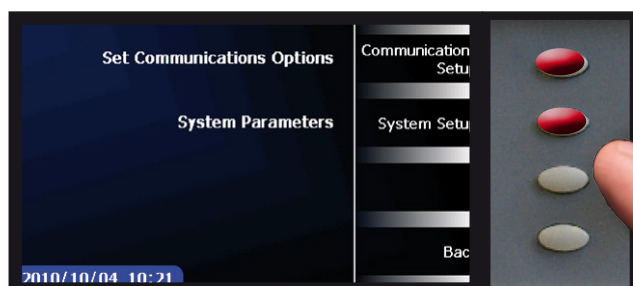 Set Communications Options
Communication
Setu
System Parameters
System Setu
Bac
2010/10/04 10:21